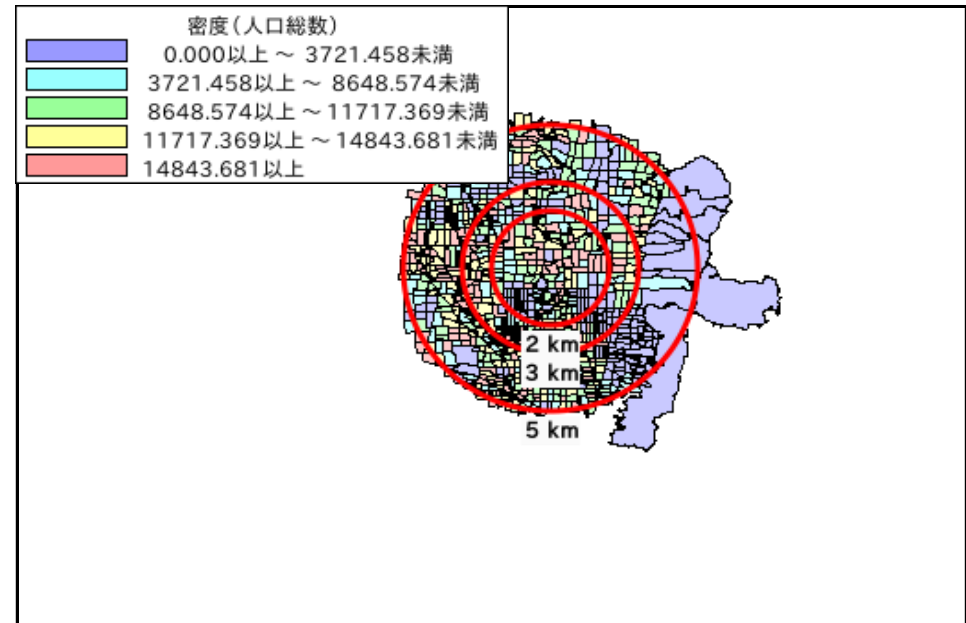 密度(人口総数)
0.000以上 ～ 3721.458未満
3721.458以上 ～ 8648.574未満
8648.574以上 ～ 11717.369未満
11717.369以上 ～ 14843.681未満
14843.681以上
2 km
3 km
5 km